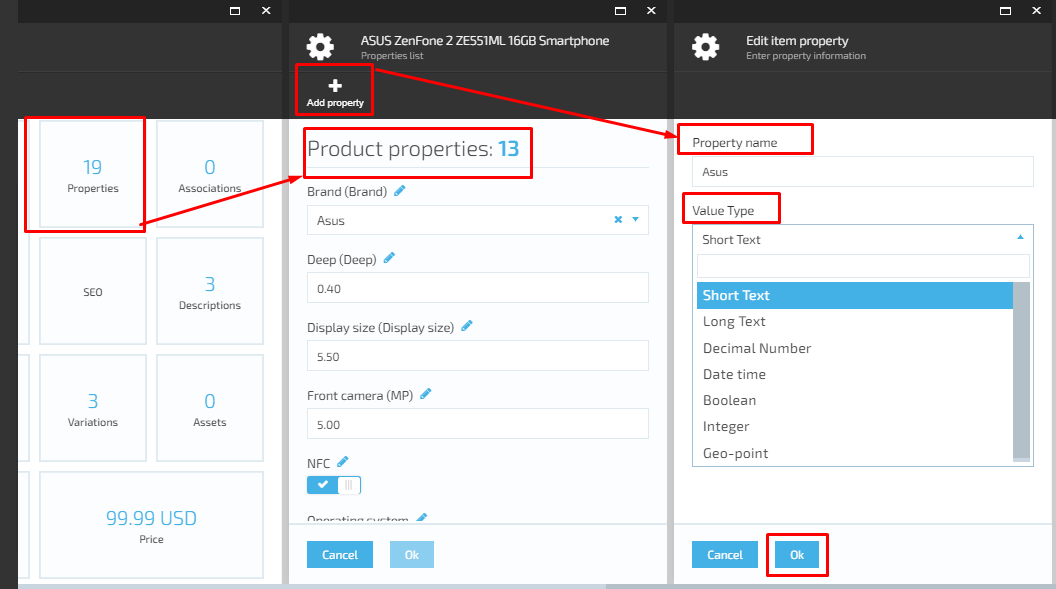 19
Properties
0
Associations
SEO
3
Descriptions
3
Variations
0
Assets
99.99 USD
Price
ASUS ZenFone 2 ZE551ML 16GB Smartphone
Properties list
Add property
Product properties: 13
Brand (Brand)
Asus
Deep (Deep)
0.40
Display size (Display size)
5.50
Front camera (MP)
5.00
NFC
Operating system
Cancel
Ok
Edit item property
Enter property information
Property name
Asus
Value Type
Short Text
Short Text
Long Text
Decimal Number
Date time
Boolean
Integer
Geo-point
Cancel
Ok